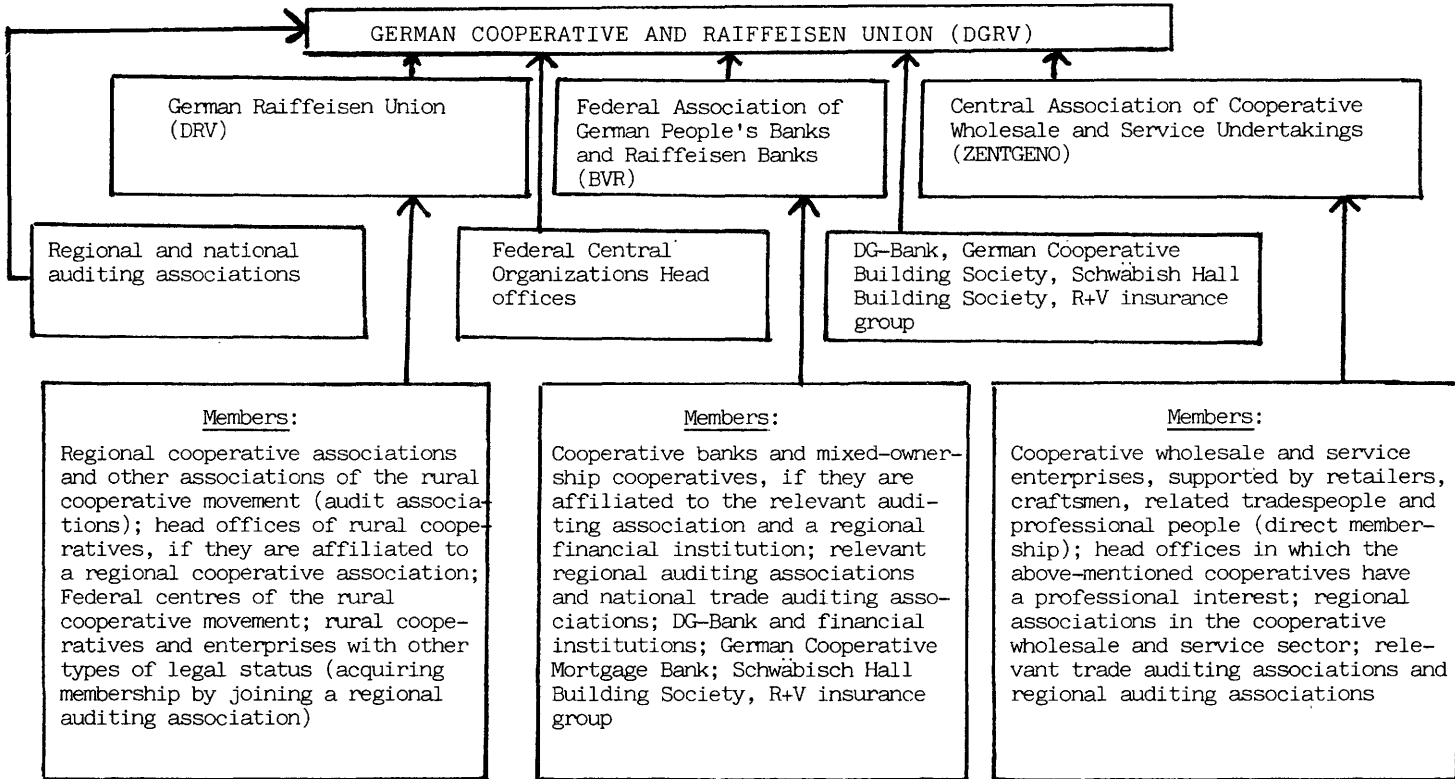 GERMAN COOPERATIVE AND RAIFFEISEN UNION (DGRV)
German Raiffeisen Union
(DRV)
Federal Association of
German People's Banks
and Raiffeisen Banks
(BVR)
Central Association of Cooperative
Wholesale and Service Undertakings
(ZENTGENO)
Regional and national
auditing associations
Federal Central
Organizations Head
offices
DG-Bank, German Cooperative
Building Society, Schwäbish Hall
Building Society, R+V insurance
group
Members:
Regional cooperative associations
and other associations of the rural
cooperative movement (audit associa-
tions); head offices of rural coope-
ratives, if they are affiliated to
a regional cooperative association;
Federal centres of the rural
cooperative movement; rural coope-
ratives and enterprises with other
types of legal status (acquiring
membership by joining a regional
auditing association)
Members:
Cooperative banks and mixed-owner-
ship cooperatives, if they are
affiliated to the relevant audi-
ting association and a regional
financial institution; relevant
regional auditing associations
and national trade auditing asso-
ciations; DG-Bank and financial
institutions; German Cooperative
Mortgage Bank; Schwäbisch Hall
Building Society, R+V insurance
group
Members:
Cooperative wholesale and service
enterprises, supported by retailers,
craftsmen, related tradespeople and
professional people (direct member-
ship); head offices in which the
above-mentioned cooperatives have
a professional interest; regional
associations in the cooperative
wholesale and service sector; rele-
vant trade auditing associations and
regional auditing associations